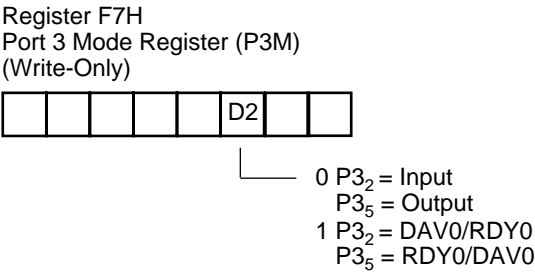 Register F7H
Port 3 Mode Register (P3M)
(Write-Only)
D2
0 P3₂ = Input
P3₅ = Output
1 P3₂ = DAV0/RDY0
P3₅ = RDY0/DAV0